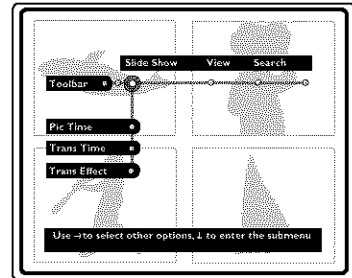 Slide Show View Search
Toolbar
Pic Time
Trans Time
Trans Effect
Use → to select other options, ↓ to enter the submenu